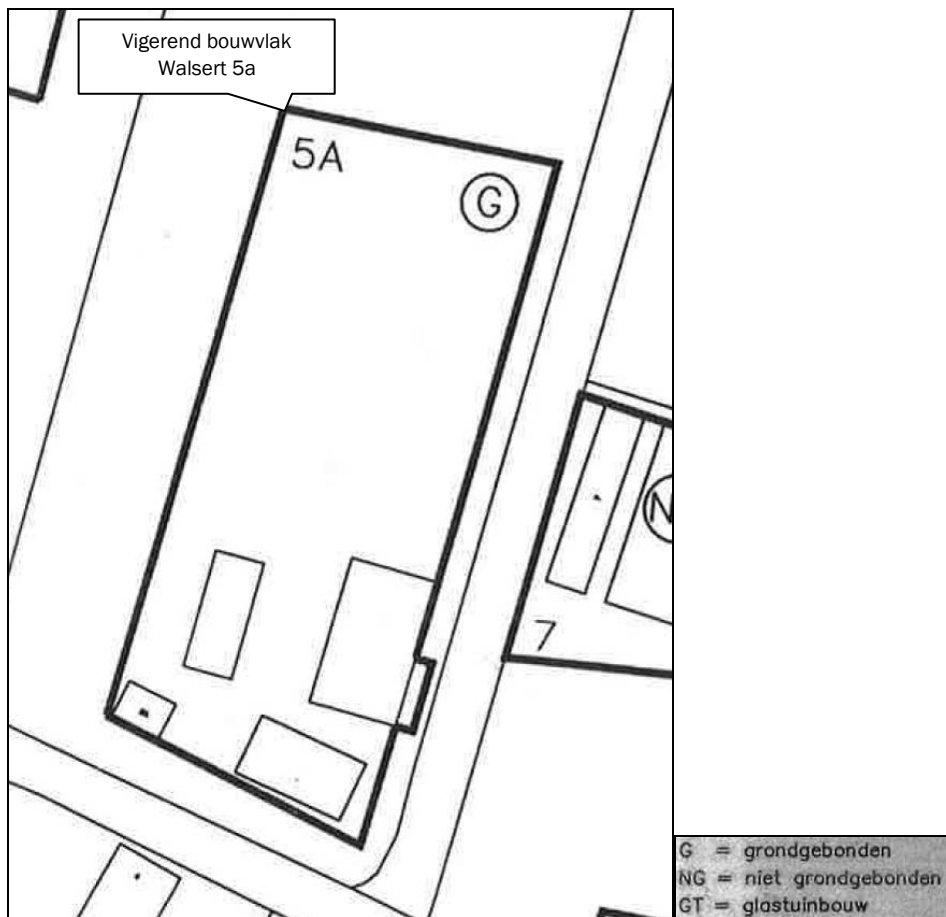 Vigerend bouwvlak
Walsert 5a
5A
G
N
7
G = grondgebonden
NG = niet grondgebonden
GT = glastuinbouw